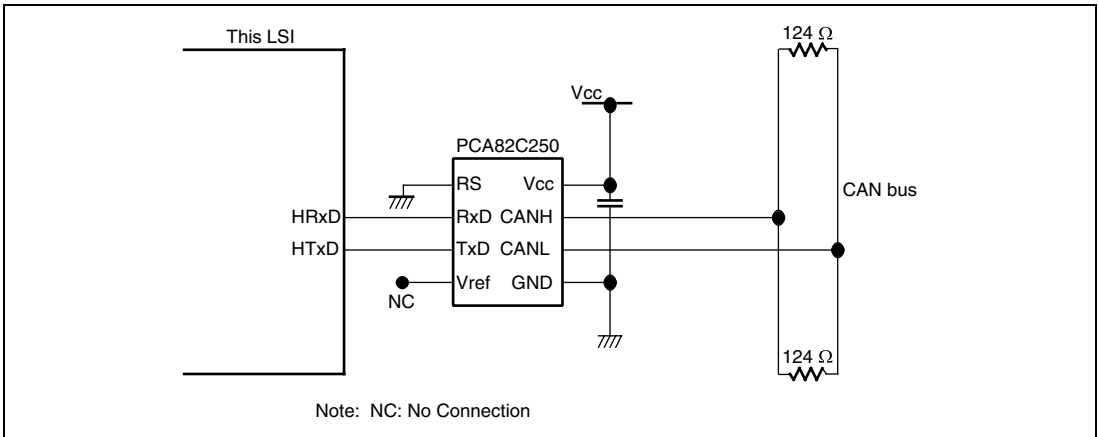 This LSI
124 Ω
Vcc
PCA82C250
RS Vcc
CAN bus
HRxD RxD CANH
HTxD TxD CANL
Vref GND
NC
124 Ω
Note: NC: No Connection